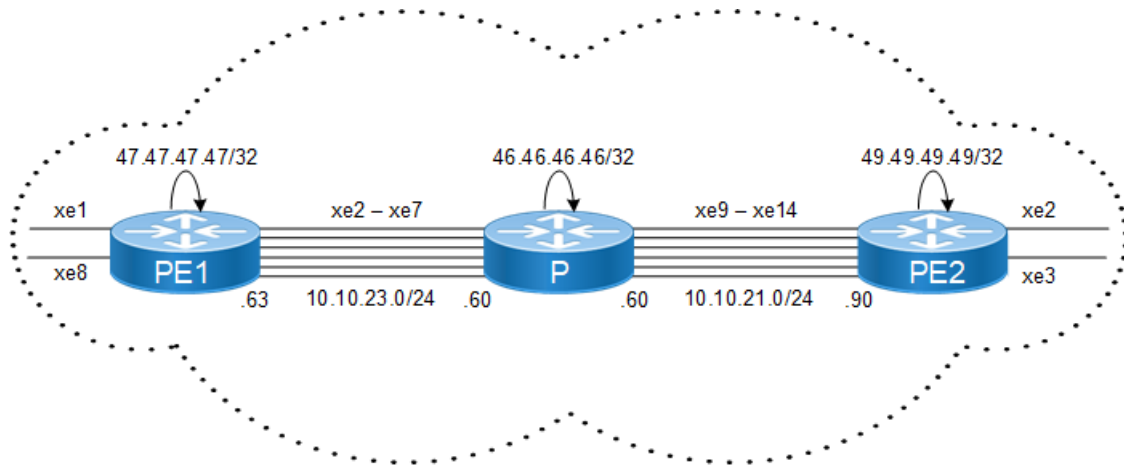 47.47.47.47/32 46.46.46.46/32 49.49.49.49/32
xe1 xe2 – xe7 xe9 – xe14 xe2
PE1 P PE2
xe8 xe3
.63 10.10.23.0/24 .60 .60 10.10.21.0/24 .90